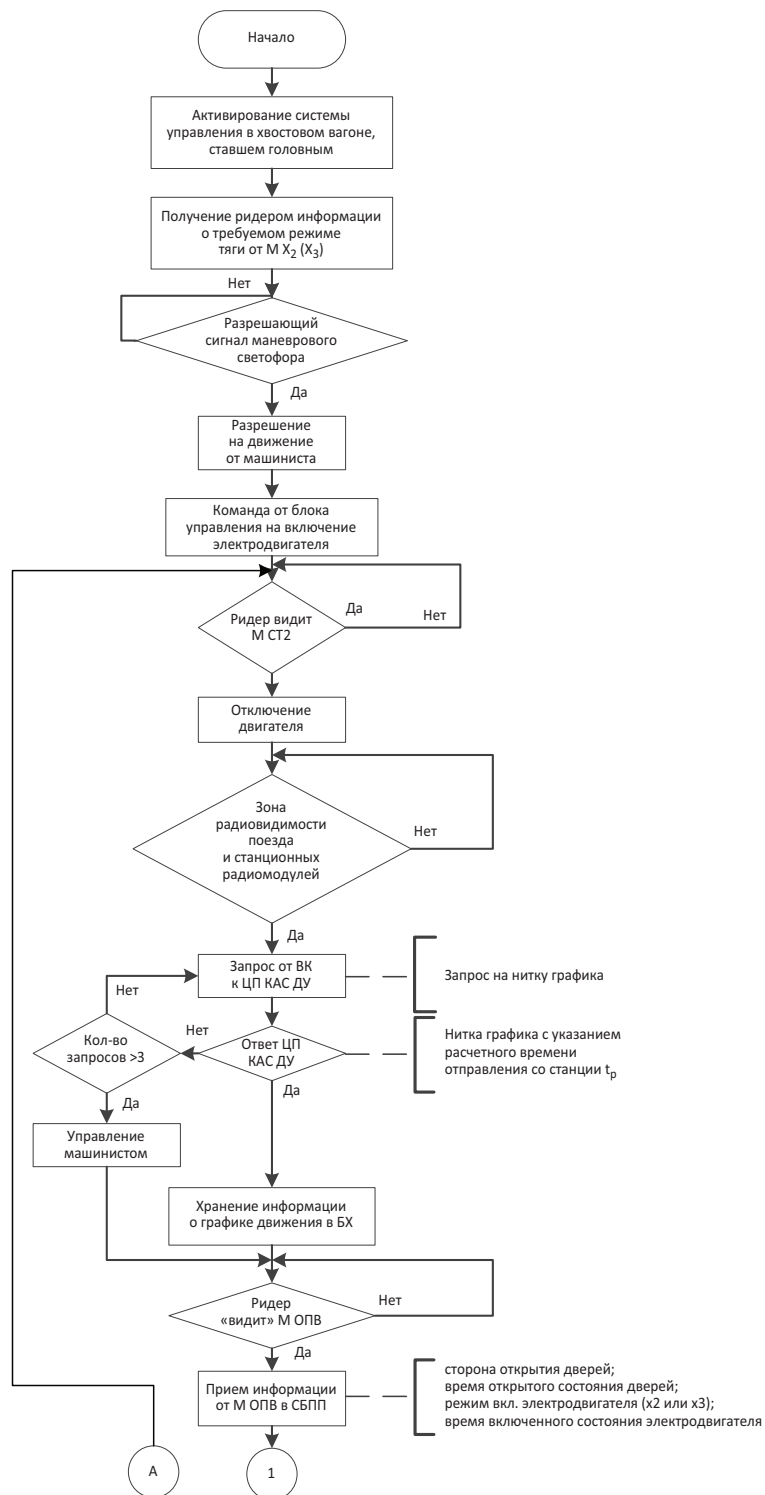 Начало
Активирование системы
управления в хвостовом вагоне,
ставшем головным
Получение ридером информации
о требуемом режиме
тяги от М X₂ (X₃)
Нет
Разрешающий
сигнал маневрового
светофора
Да
Разрешение
на движение
от машиниста
Команда от блока
управления на включение
электродвигателя
Ридер видит
М СТ2
Да
Нет
Отключение
двигателя
Зона
радиовидимости
поезда
и станционных
радиомодулей
Нет
Да
Запрос от ВК
к ЦП КАС ДУ
Запрос на нитку графика
Нет
Кол-во
запросов >3
Нет
Ответ ЦП
КАС ДУ
Нитка графика с указанием
расчетного времени
отправления со станции tₚ
Да
Да
Управление
машинистом
Хранение информации
о графике движения в БХ
Ридер
«видит» М ОПВ
Нет
Да
Прием информации
от М ОПВ в СБПП
сторона открытия дверей;
время открытого состояния дверей;
режим вкл. электродвигателя (х2 или х3);
время включенного состояния электродвигателя
А
1